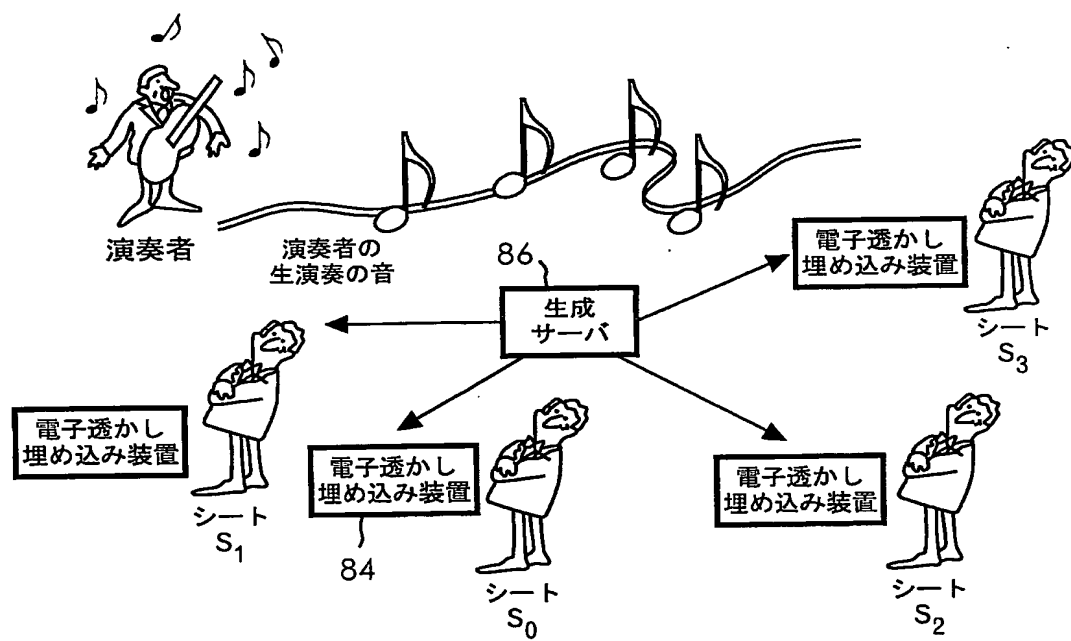 演奏者
演奏者の
生演奏の音
86
生成
サーバ
電子透かし
埋め込み装置
シート
S3
電子透かし
埋め込み装置
シート
S1
電子透かし
埋め込み装置
84
シート
S0
電子透かし
埋め込み装置
シート
S2